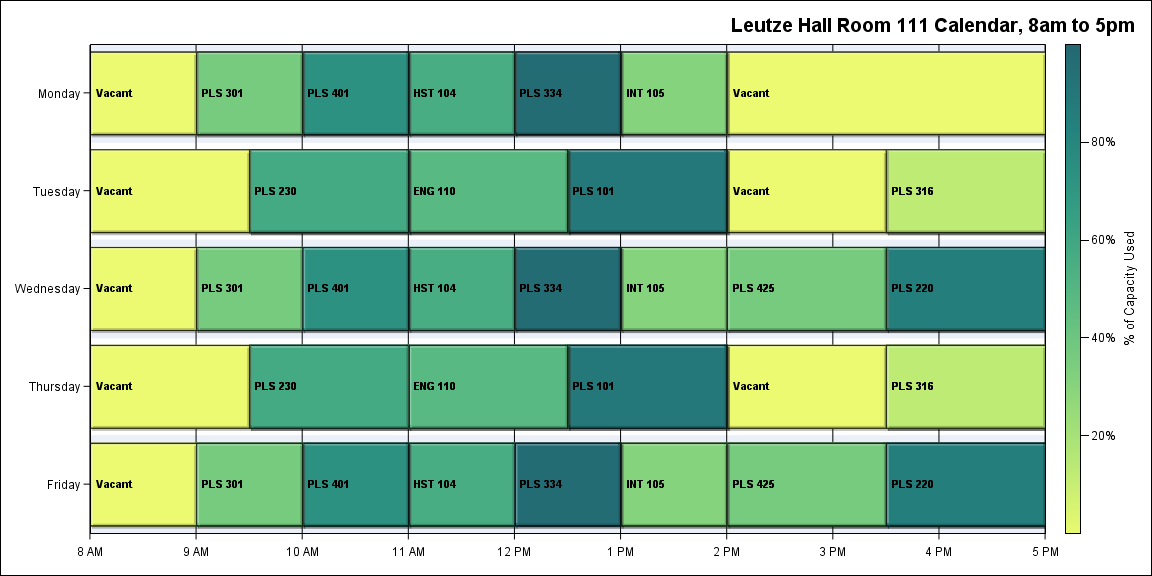 Leutze Hall Room 111 Calendar, 8am to 5pm
Monday
Vacant
PLS 301
PLS 401
HST 104
PLS 334
INT 105
Vacant
Tuesday
Vacant
PLS 230
ENG 110
PLS 101
Vacant
PLS 316
Wednesday
Vacant
PLS 301
PLS 401
HST 104
PLS 334
INT 105
PLS 425
PLS 220
Thursday
Vacant
PLS 230
ENG 110
PLS 101
Vacant
PLS 316
Friday
Vacant
PLS 301
PLS 401
HST 104
PLS 334
INT 105
PLS 425
PLS 220
8 AM
9 AM
10 AM
11 AM
12 PM
1 PM
2 PM
3 PM
4 PM
5 PM
80%
60%
40%
20%
% of Capacity Used